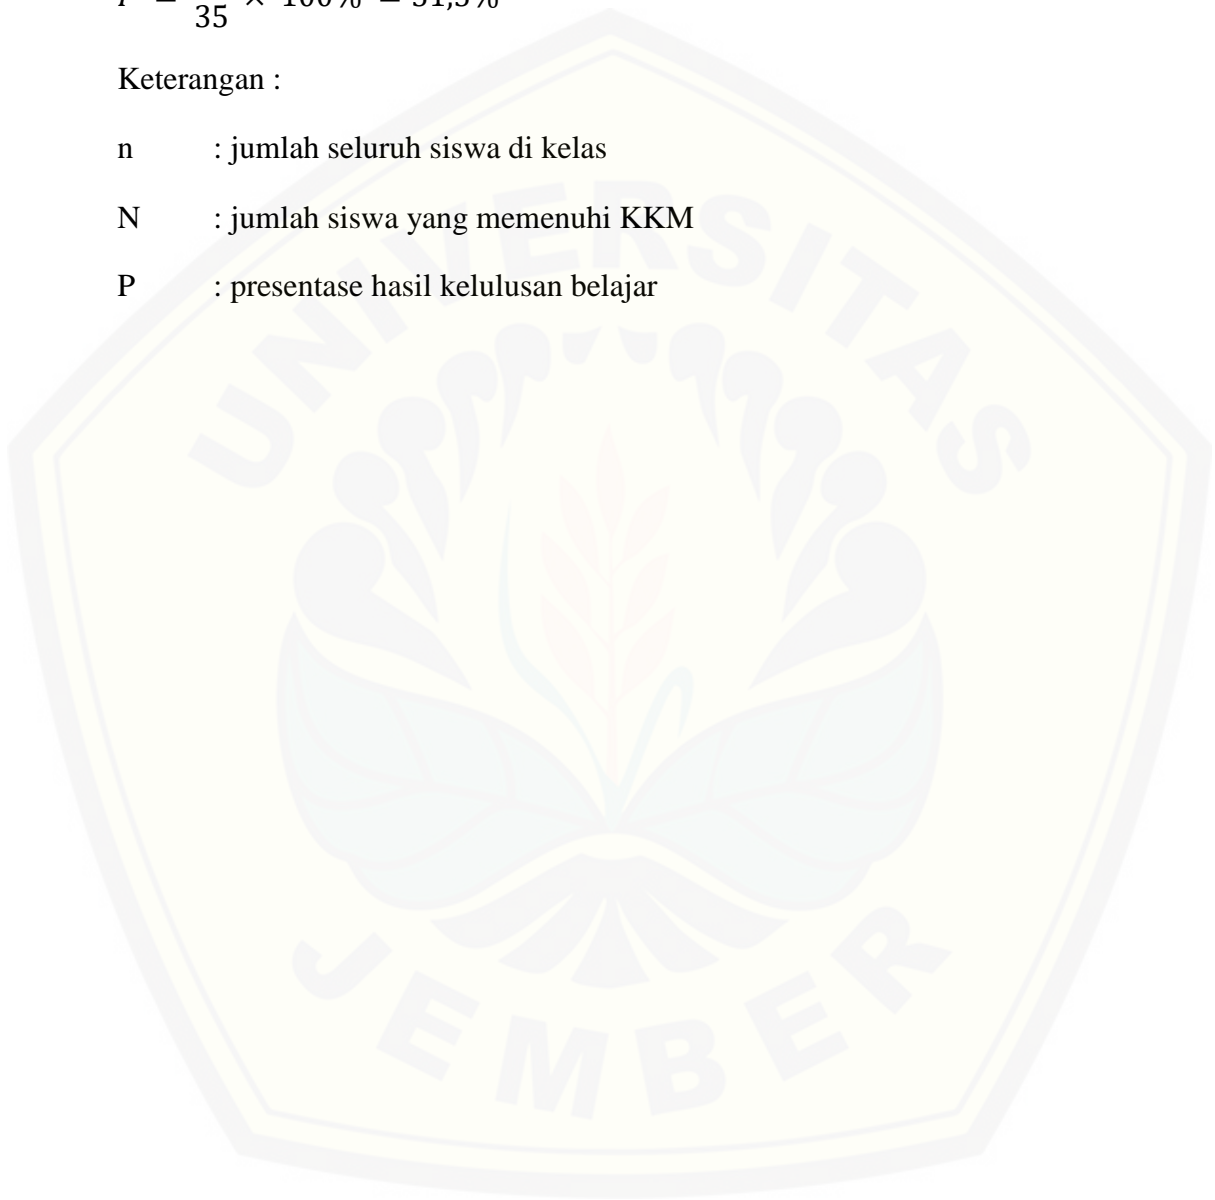 35
Keterangan :
n : jumlah seluruh siswa di kelas
N : jumlah siswa yang memenuhi KKM
P : presentase hasil kelulusan belajar
UNIVERSITAS
JEMBER